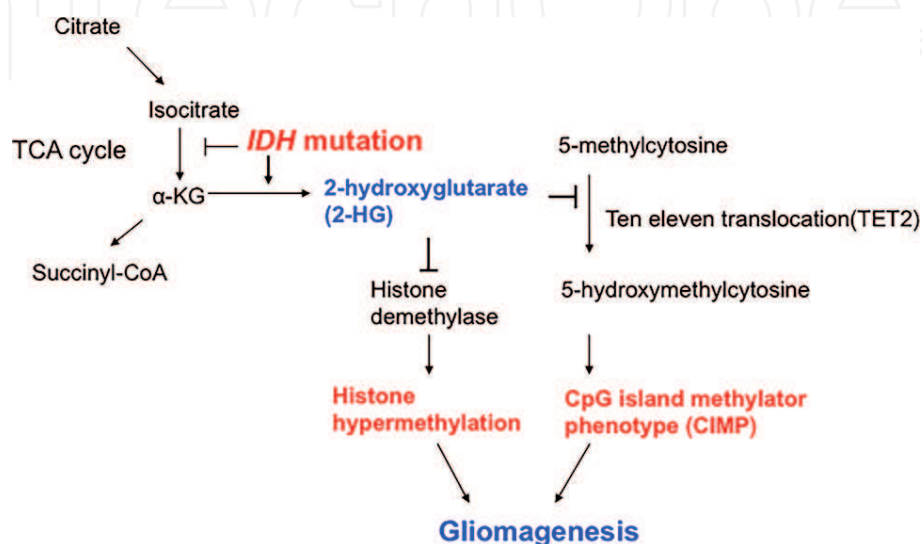 Citrate
Isocitrate
TCA cycle
IDH mutation
α-KG
Succinyl-CoA
2-hydroxyglutarate
(2-HG)
5-methylcytosine
Ten eleven translocation(TET2)
5-hydroxymethylcytosine
Histone
demethylase
Histone
hypermethylation
CpG island methylator
phenotype (CIMP)
Gliomagenesis